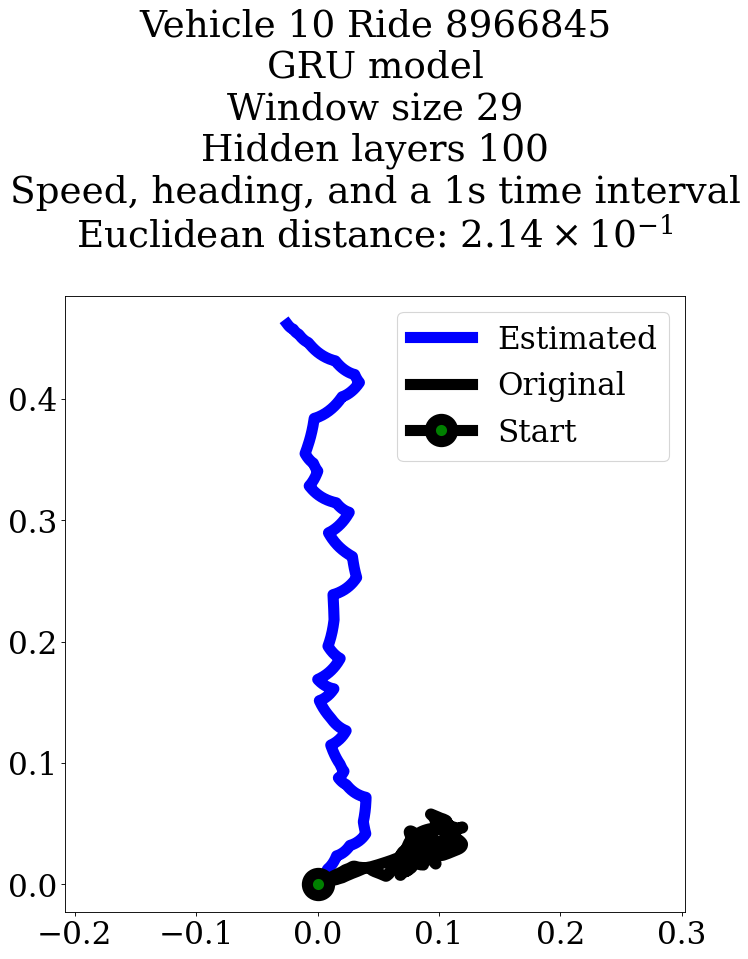 Vehicle 10 Ride 8966845
GRU model
Window size 29
Hidden layers 100
Speed, heading, and a 1s time interval
Euclidean distance: 2.14 × 10⁻¹
Estimated
Original
Start
0.4
0.3
0.2
0.1
0.0
−0.2 −0.1 0.0 0.1 0.2 0.3